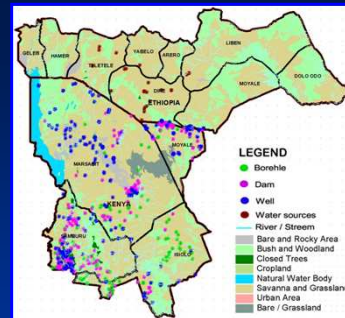 LIBEN
YABELO
ARERO
GELEB
HAMER
TELETELE
DOLO ODO
DIRE
MOYALE
ETHIOPIA
MOYALE
MARSABIT
KENYA
SAMBURU
ISIOLO
LEGEND
Borehle
Dam
Well
Water sources
River / Streem
Bare and Rocky Area
Bush and Woodland
Closed Trees
Cropland
Natural Water Body
Savanna and Grassland
Urban Area
Bare / Grassland